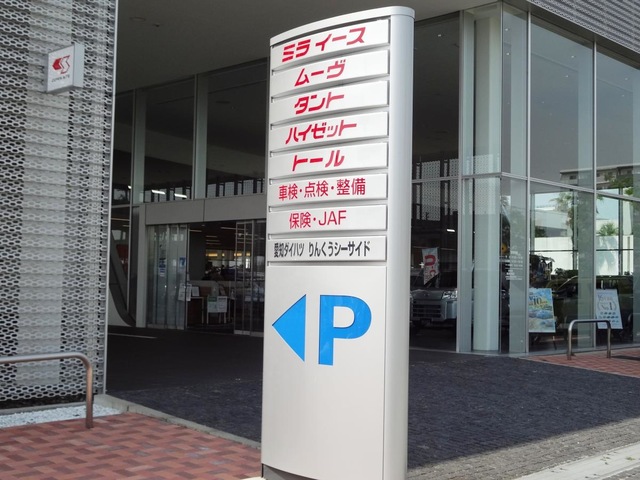 ミラ イース
ムーヴ
タント
ハイゼット
トール
車検・点検・整備
保険・JAF
愛知ダイハツ りんくうシーサイド
P